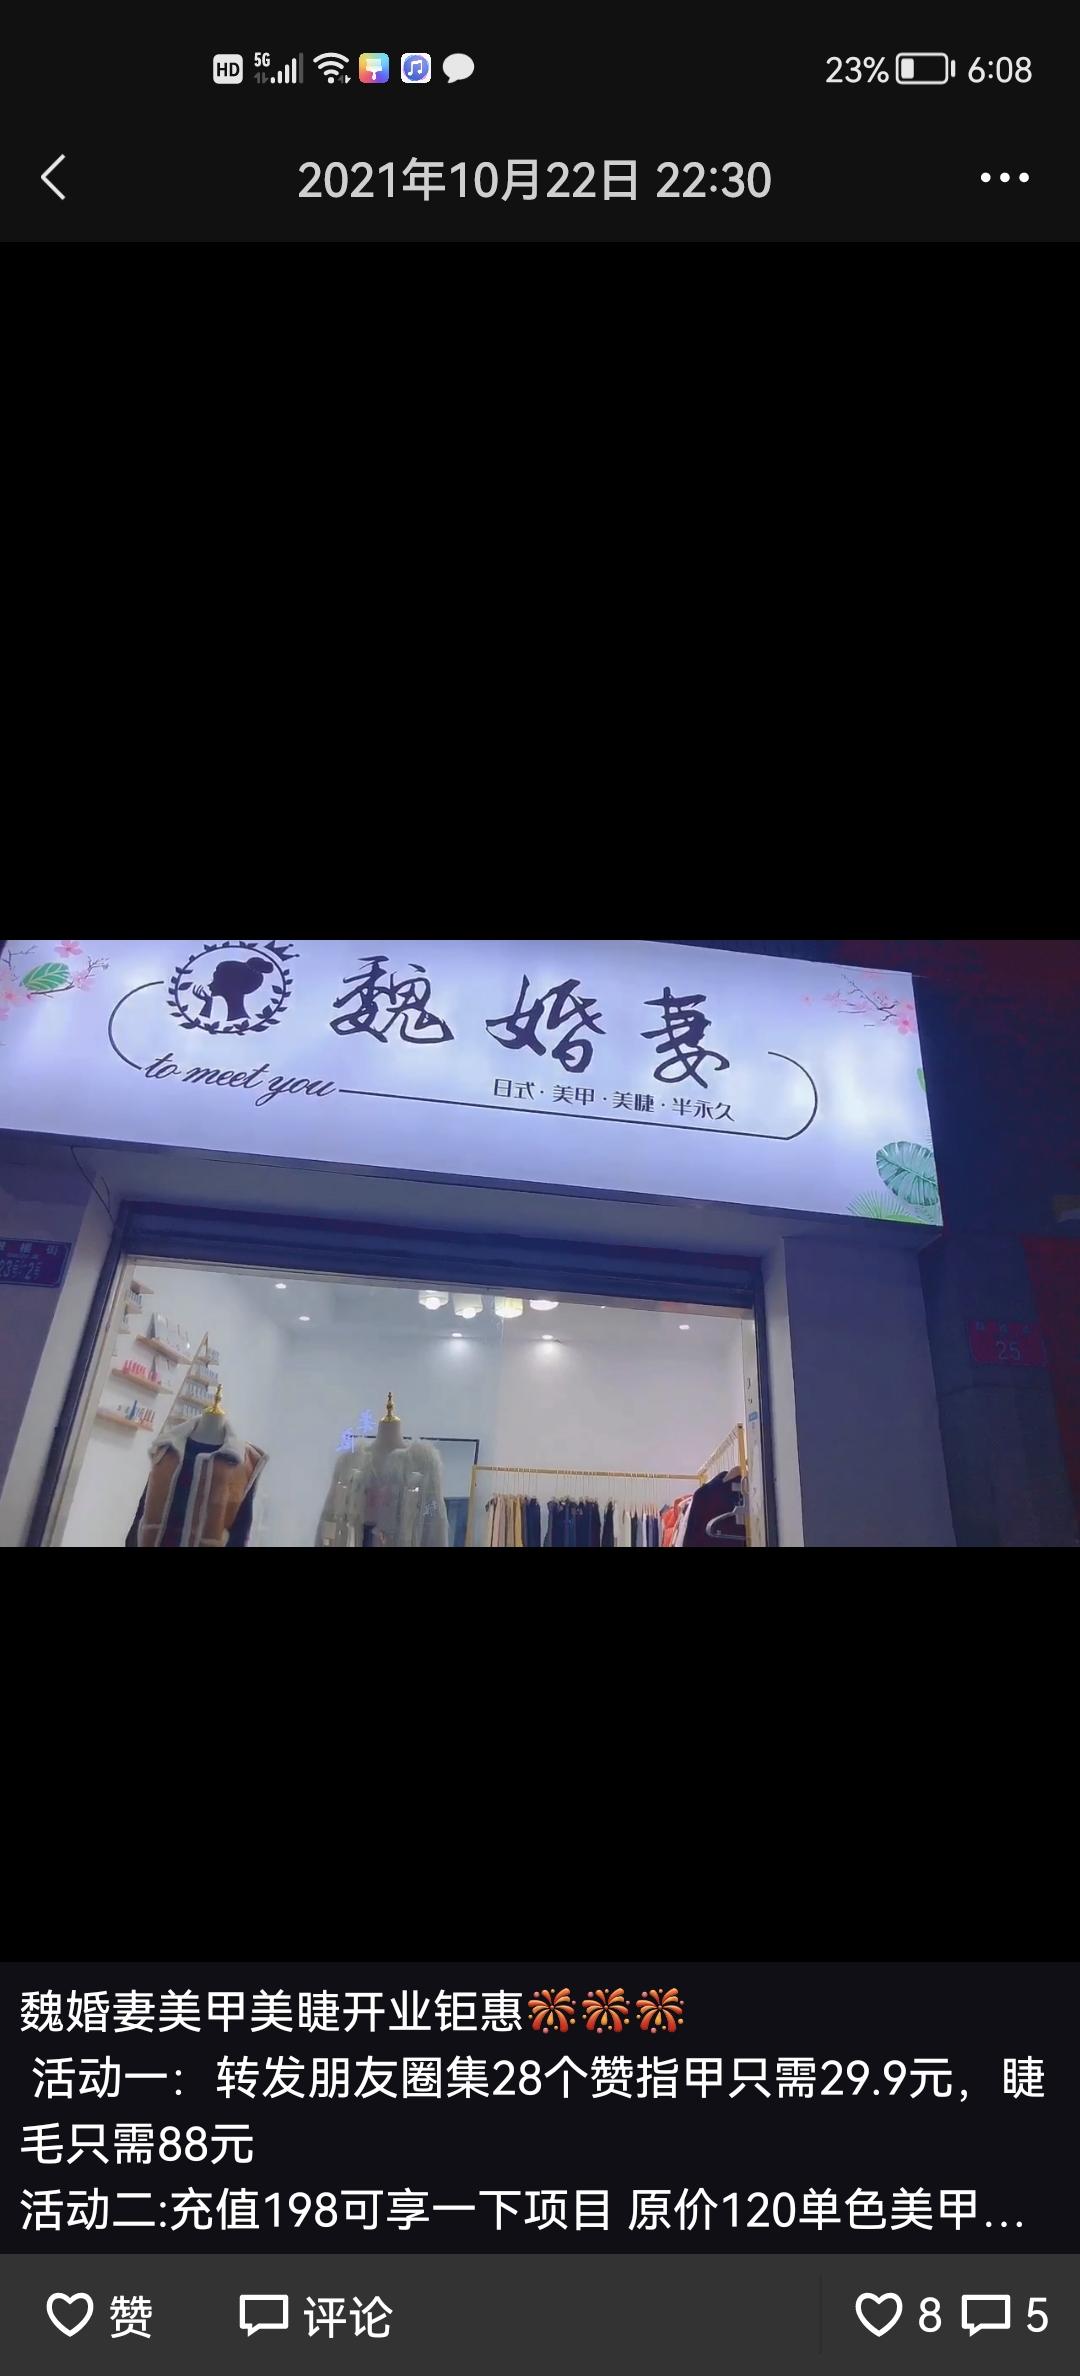 HD 5G 23% 6:08
2021年10月22日 22:30
魏婚妻
to meet you
日式·美甲·美睫·半永久
23号-2号
25
魏婚妻美甲美睫开业钜惠🎆🎆🎆
活动一：转发朋友圈集28个赞指甲只需29.9元，睫
毛只需88元
活动二:充值198可享一下项目 原价120单色美甲...
赞 评论 8 5